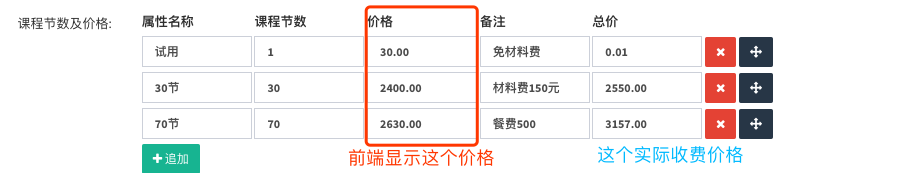 课程节数及价格: 属性名称 课程节数 价格 备注 总价
试用 1 30.00 免材料费 0.01
30节 30 2400.00 材料费150元 2550.00
70节 70 2630.00 餐费500 3157.00
追加 前端显示这个价格 这个实际收费价格